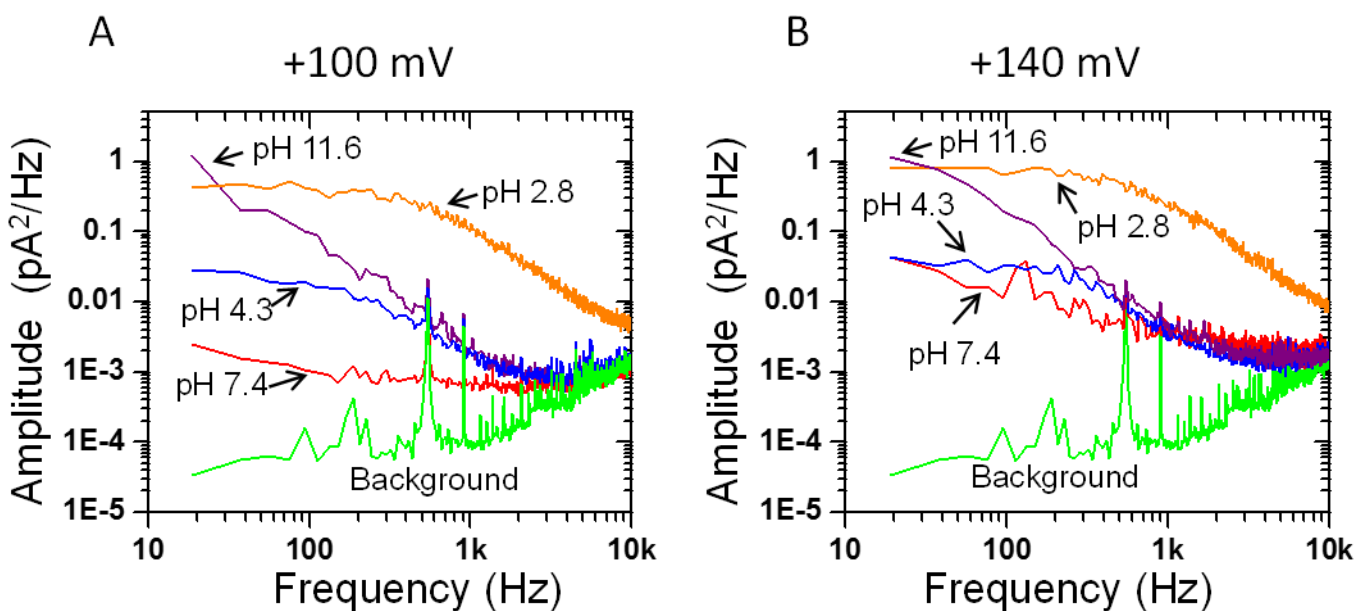 A
+100 mV
Amplitude (pA²/Hz)
1
0.1
0.01
1E-3
1E-4
1E-5
pH 11.6
pH 2.8
pH 4.3
pH 7.4
Background
10 100 1k 10k
Frequency (Hz)
B
+140 mV
Amplitude (pA²/Hz)
1
0.1
0.01
1E-3
1E-4
1E-5
pH 11.6
pH 4.3
pH 2.8
pH 7.4
Background
10 100 1k 10k
Frequency (Hz)